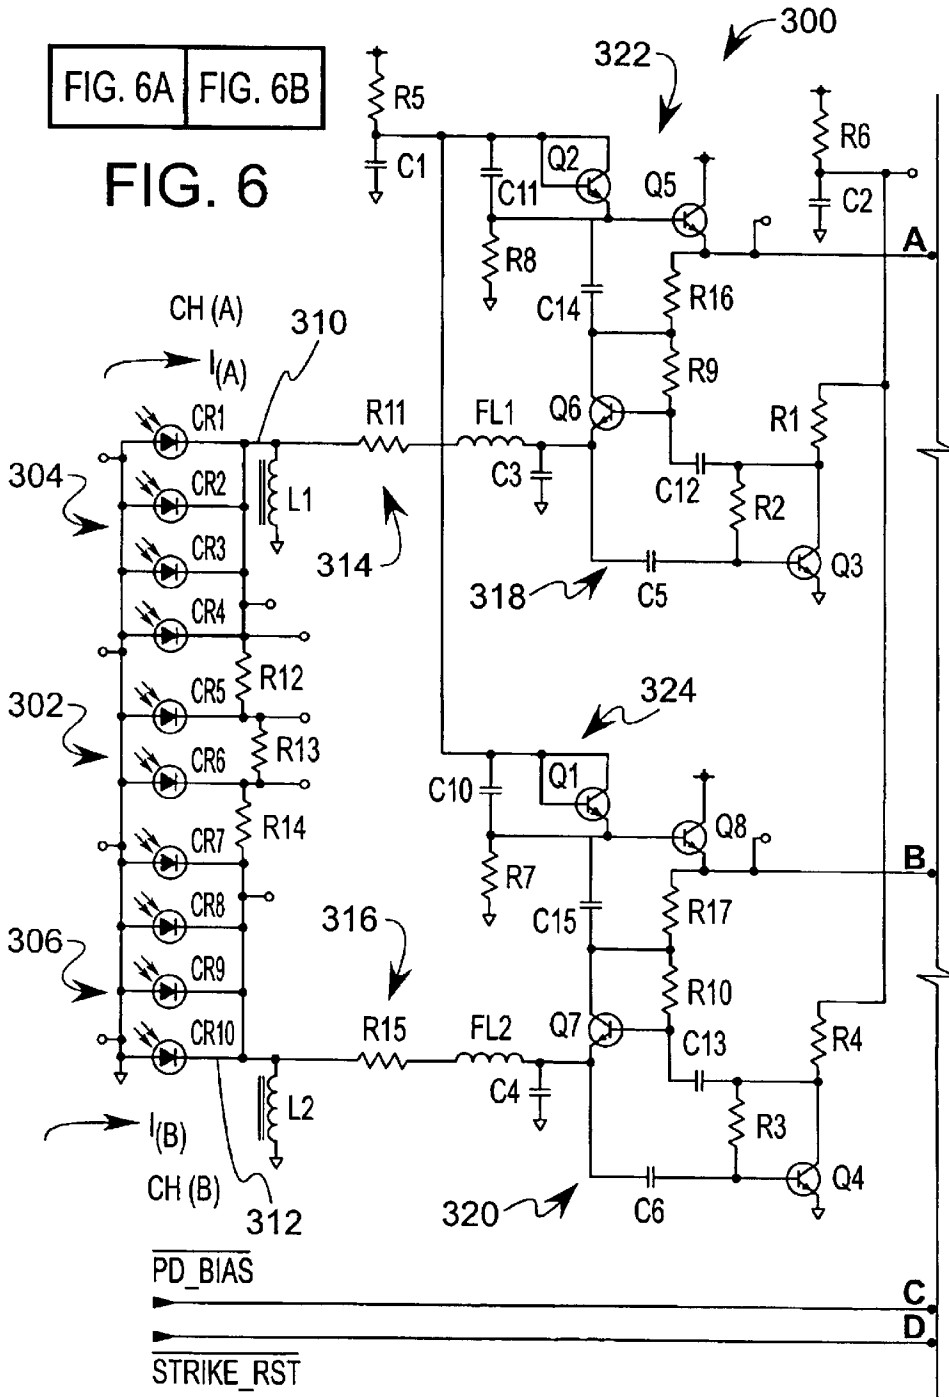 300
322
FIG. 6A FIG. 6B
FIG. 6
R5
C1
Q2
C11
Q5
R6
C2
R8
A
C14
R16
CH (A)
310
I(A)
R9
Q6
R11
FL1
R1
CR1
304
C3
C12
R2
CR2
L1
CR3
314
318
C5
Q3
CR4
R12
302
CR5
324
R13
CR6
C10
Q1
R14
Q8
CR7
R7
B
CR8
316
C15
R17
306
CR9
R10
CR10
R15
FL2
Q7
C13
R4
C4
L2
R3
I(B)
CH (B)
312
320
C6
Q4
PD_BIAS
C
D
STRIKE_RST